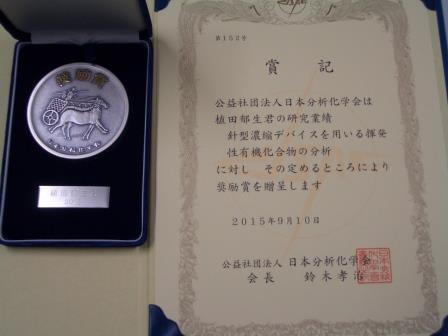 奨励賞
第152号
賞記
公益社団法人日本分析化学会は
植田郁生君の研究業績
針型濃縮デバイスを用いる揮発
性有機化合物の分析
に対し その定めるところにより
奨励賞を贈呈します
2015年9月10日
公益社団法人 日本分析化学会
会長 鈴木孝治